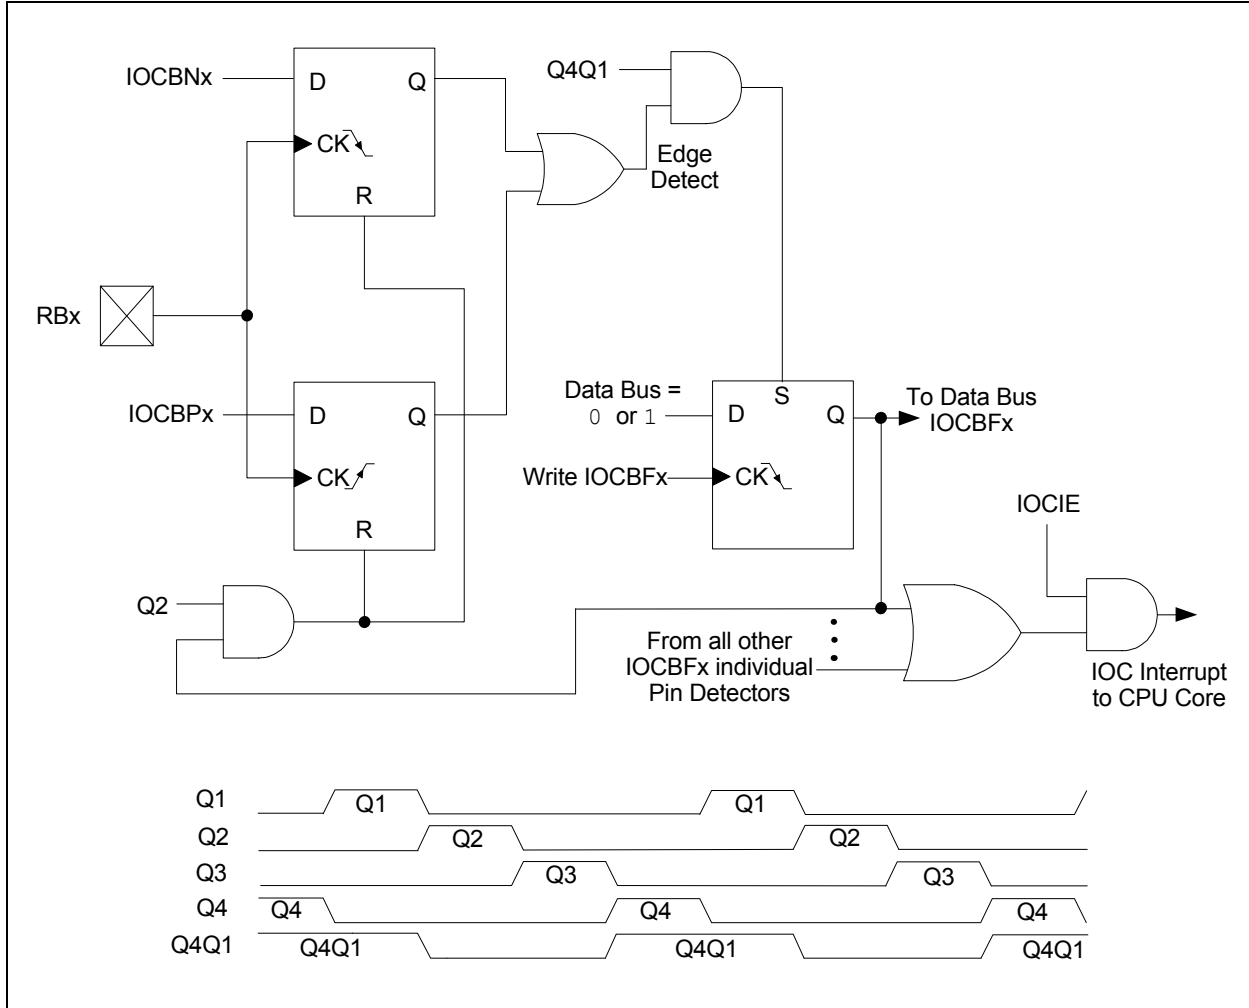 IOCBNx
D
Q
CK
R
Q4Q1
Edge
Detect
RBx
IOCBPx
D
Q
CK
R
Data Bus =
0 or 1
D
S
Q
To Data Bus
IOCBFx
Write IOCBFx
CK
IOCIE
Q2
From all other
IOCBFx individual
Pin Detectors
IOC Interrupt
to CPU Core
Q1 Q1 Q1
Q2 Q2 Q2
Q3 Q3 Q3
Q4 Q4 Q4 Q4
Q4Q1 Q4Q1 Q4Q1 Q4Q1